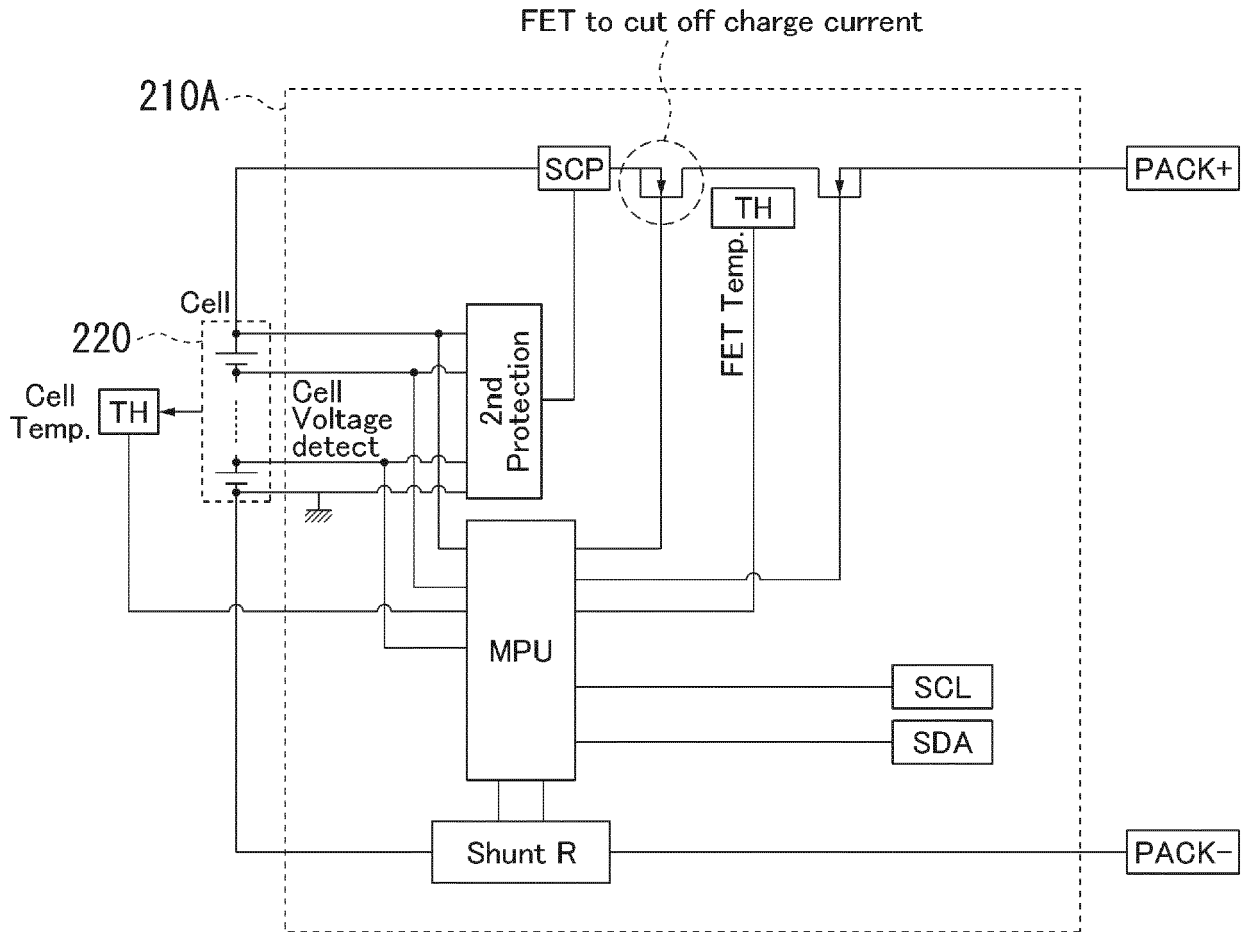 FET to cut off charge current
210A
SCP
PACK+
TH
FET Temp.
Cell
220
Cell
Temp.
TH
Cell
Voltage
detect
2nd
Protection
MPU
SCL
SDA
Shunt R
PACK−